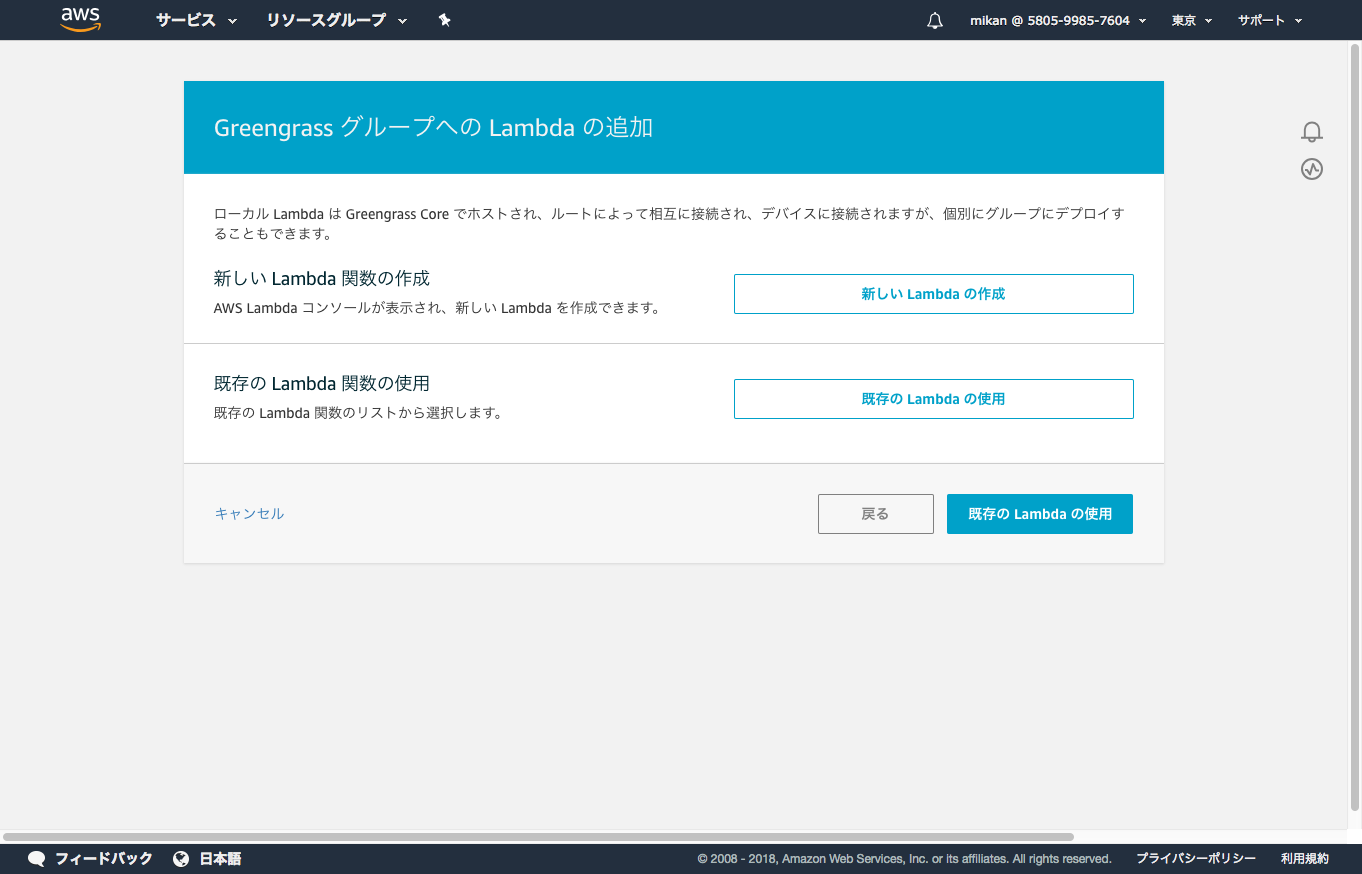 aws サービス リソースグループ mikan @ 5805-9985-7604 東京 サポート
Greengrass グループへの Lambda の追加
ローカル Lambda は Greengrass Core でホストされ、ルートによって相互に接続され、デバイスに接続されますが、個別にグループにデプロイす
ることもできます。
新しい Lambda 関数の作成
AWS Lambda コンソールが表示され、新しい Lambda を作成できます。
新しい Lambda の作成
既存の Lambda 関数の使用
既存の Lambda 関数のリストから選択します。
既存の Lambda の使用
キャンセル 戻る 既存の Lambda の使用
フィードバック 日本語 © 2008 - 2018, Amazon Web Services, Inc. or its affiliates. All rights reserved. プライバシーポリシー 利用規約